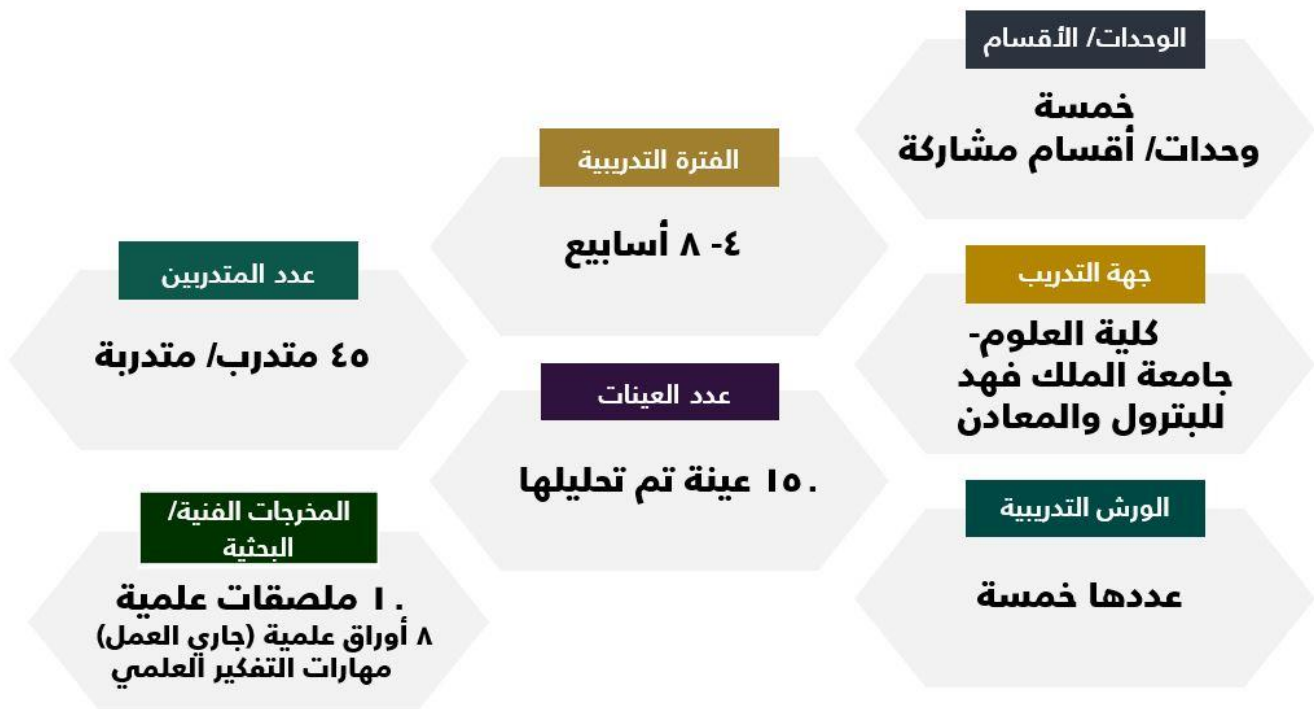 الوحدات/ الأقسام
خمسة
وحدات/ أقسام مشاركة
جهة التدريب
كلية العلوم-
جامعة الملك فهد
للبترول والمعادن
الورش التدريبية
عددها خمسة
الفترة التدريبية
٤- ٨ أسابيع
عدد العينات
١٥٠ عينة تم تحليلها
عدد المتدربين
٤٥ متدرب/ متدربة
المخرجات الفنية/
البحثية
١٠ ملصقات علمية
٨ أوراق علمية (جاري العمل)
مهارات التفكير العلمي